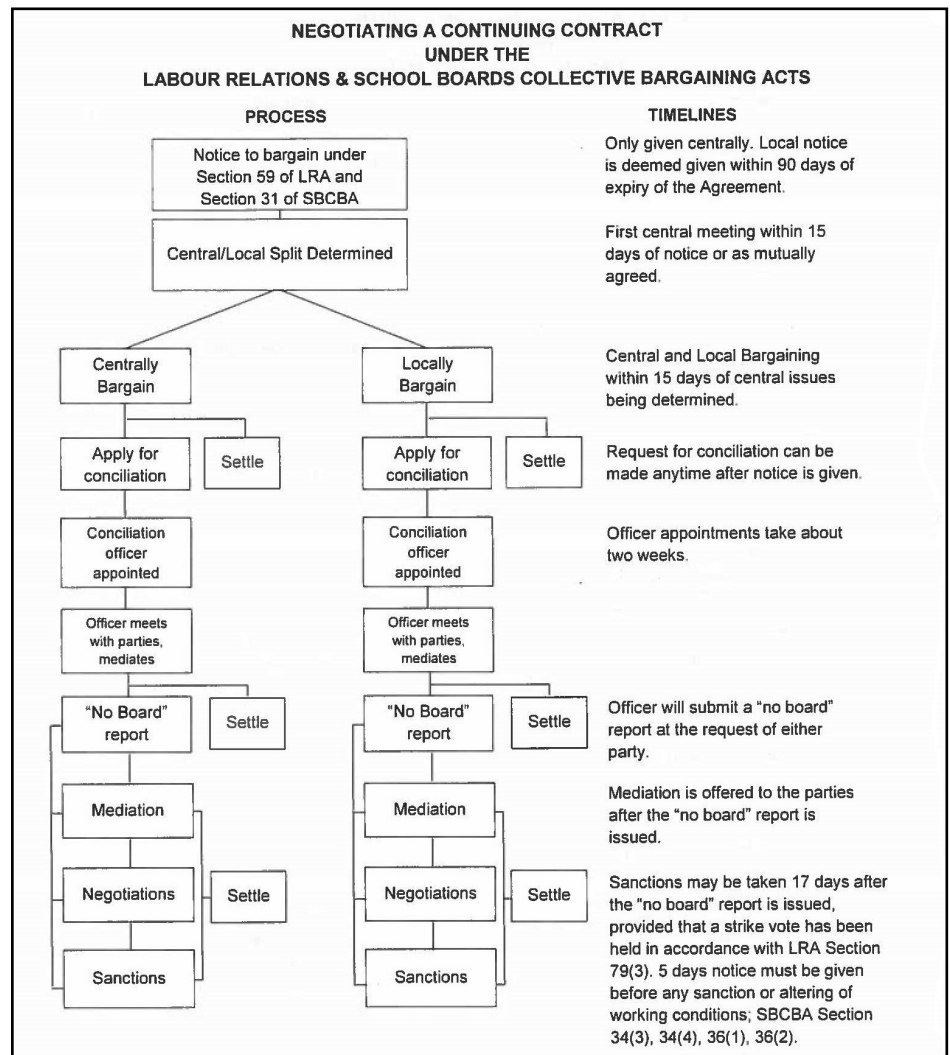 NEGOTIATING A CONTINUING CONTRACT
UNDER THE
LABOUR RELATIONS & SCHOOL BOARDS COLLECTIVE BARGAINING ACTS
PROCESS
TIMELINES
Notice to bargain under
Section 59 of LRA and
Section 31 of SBCBA
Only given centrally. Local notice
is deemed given within 90 days of
expiry of the Agreement.
Central/Local Split Determined
First central meeting within 15
days of notice or as mutually
agreed.
Centrally
Bargain
Locally
Bargain
Central and Local Bargaining
within 15 days of central issues
being determined.
Apply for
conciliation
Settle
Apply for
conciliation
Settle
Request for conciliation can be
made anytime after notice is given.
Conciliation
officer
appointed
Conciliation
officer
appointed
Officer appointments take about
two weeks.
Officer meets
with parties,
mediates
Officer meets
with parties,
mediates
"No Board"
report
Settle
"No Board"
report
Settle
Officer will submit a "no board"
report at the request of either
party.
Mediation
Mediation
Mediation is offered to the parties
after the "no board" report is
issued.
Negotiations
Settle
Negotiations
Settle
Sanctions
Sanctions
Sanctions may be taken 17 days after
the "no board" report is issued,
provided that a strike vote has been
held in accordance with LRA Section
79(3). 5 days notice must be given
before any sanction or altering of
working conditions; SBCBA Section
34(3), 34(4), 36(1), 36(2).